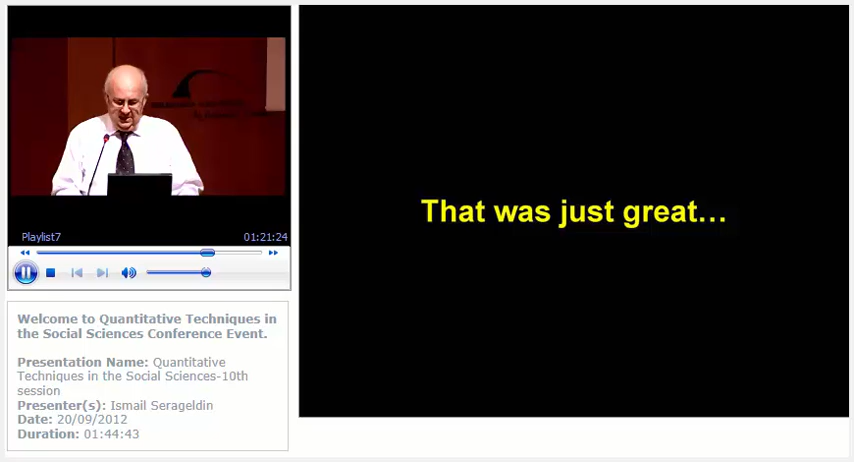 Playlist7 01:21:24
Welcome to Quantitative Techniques in
the Social Sciences Conference Event.
Presentation Name: Quantitative
Techniques in the Social Sciences-10th
session
Presenter(s): Ismail Serageldin
Date: 20/09/2012
Duration: 01:44:43
That was just great...